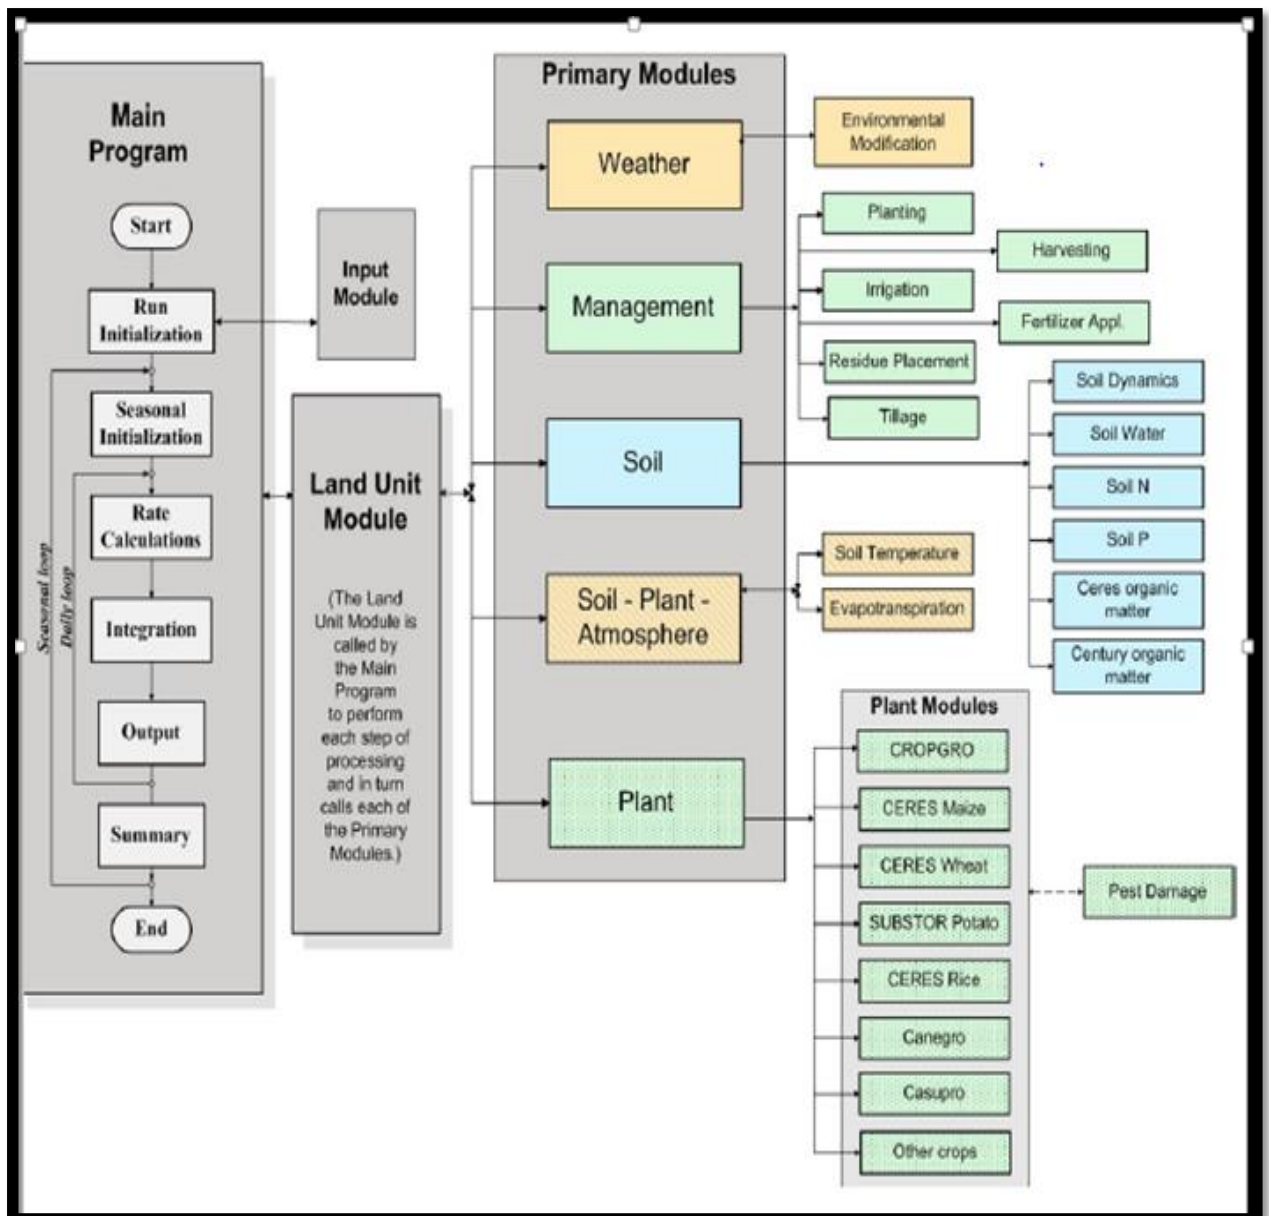 Main
Program
Start
Run
Initialization
Seasonal
Initialization
Rate
Calculations
Integration
Output
Summary
End
Seasonal loop
Daily loop
Input
Module
Land Unit
Module
(The Land
Unit Module is
called by
the Main
Program
to perform
each step of
processing
and in turn
calls each of
the Primary
Modules.)
Primary Modules
Weather
Management
Soil
Soil - Plant -
Atmosphere
Plant
Environmental
Modification
Planting
Harvesting
Irrigation
Fertilizer Appl.
Residue Placement
Tillage
Soil Dynamics
Soil Water
Soil N
Soil P
Ceres organic
matter
Century organic
matter
Soil Temperature
Evapotranspiration
Plant Modules
CROPGRO
CERES Maize
CERES Wheat
SUBSTOR Potato
CERES Rice
Canegro
Casupro
Other crops
Pest Damage